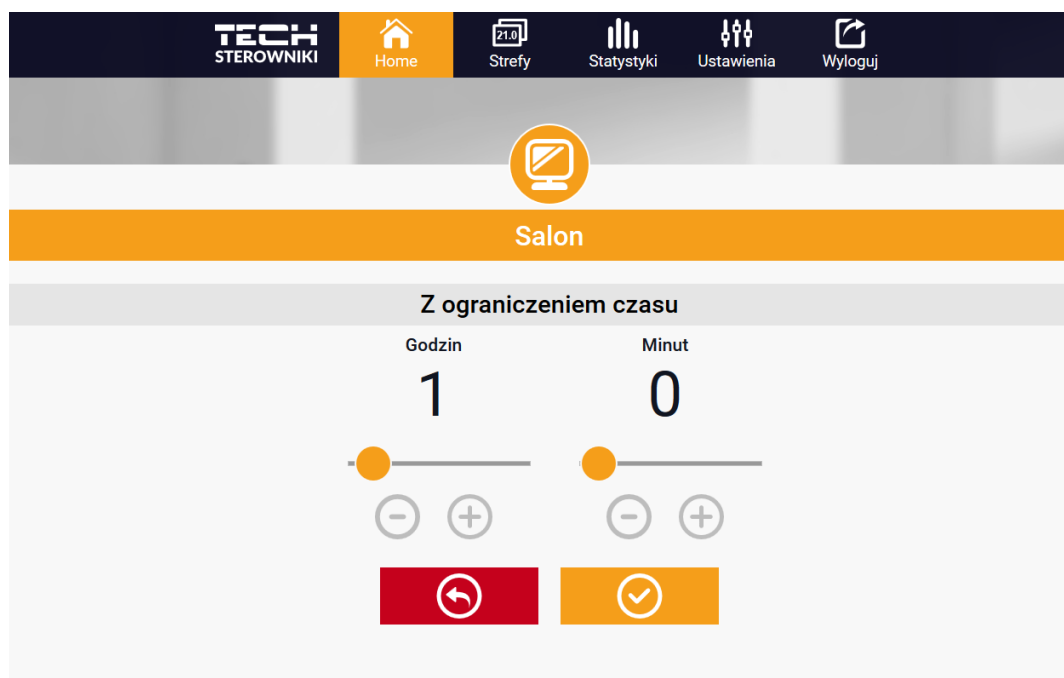 TECH
STEROWNIKI
Home
21.0
Strefy
Statystyki
Ustawienia
Wyloguj
Salon
Z ograniczeniem czasu
Godzin
Minut
1
0